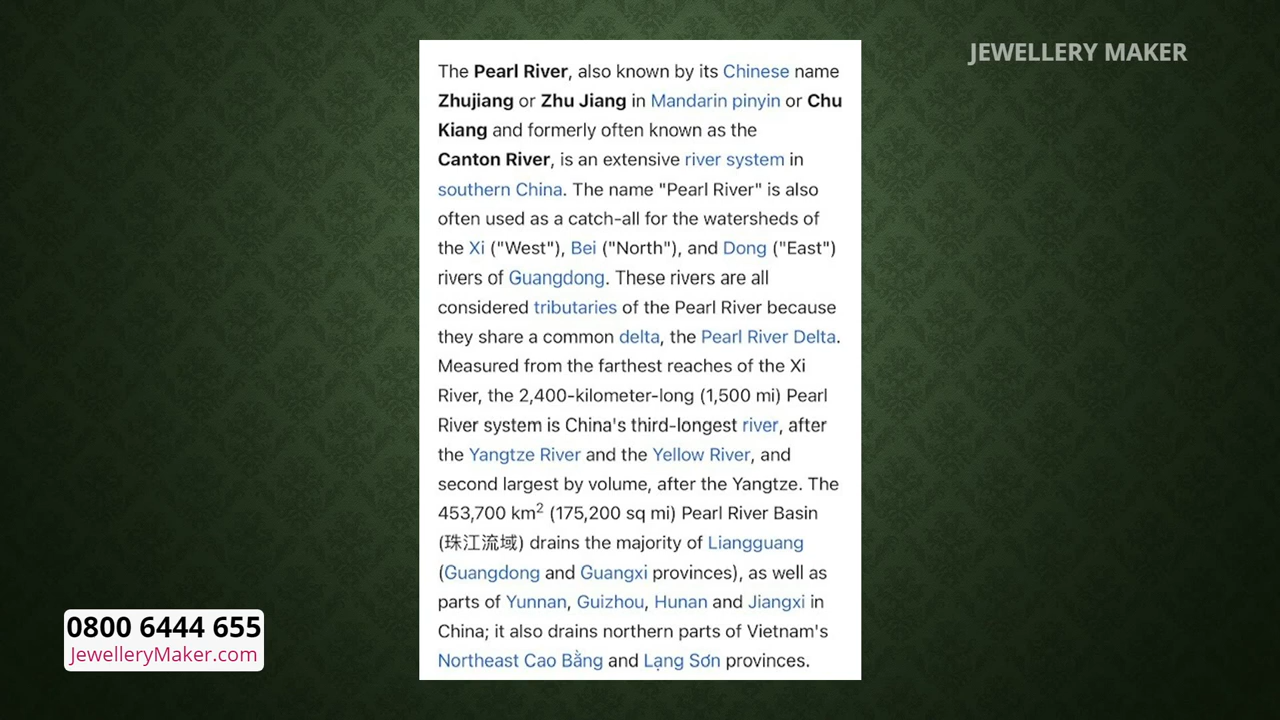 JEWELLERY MAKER
The Pearl River, also known by its Chinese name
Zhujiang or Zhu Jiang in Mandarin pinyin or Chu
Kiang and formerly often known as the
Canton River, is an extensive river system in
southern China. The name "Pearl River" is also
often used as a catch-all for the watersheds of
the Xi ("West"), Bei ("North"), and Dong ("East")
rivers of Guangdong. These rivers are all
considered tributaries of the Pearl River because
they share a common delta, the Pearl River Delta.
Measured from the farthest reaches of the Xi
River, the 2,400-kilometer-long (1,500 mi) Pearl
River system is China's third-longest river, after
the Yangtze River and the Yellow River, and
second largest by volume, after the Yangtze. The
453,700 km² (175,200 sq mi) Pearl River Basin
(珠江流域) drains the majority of Liangguang
(Guangdong and Guangxi provinces), as well as
parts of Yunnan, Guizhou, Hunan and Jiangxi in
China; it also drains northern parts of Vietnam's
Northeast Cao Bằng and Lạng Sơn provinces.
0800 6444 655
JewelleryMaker.com